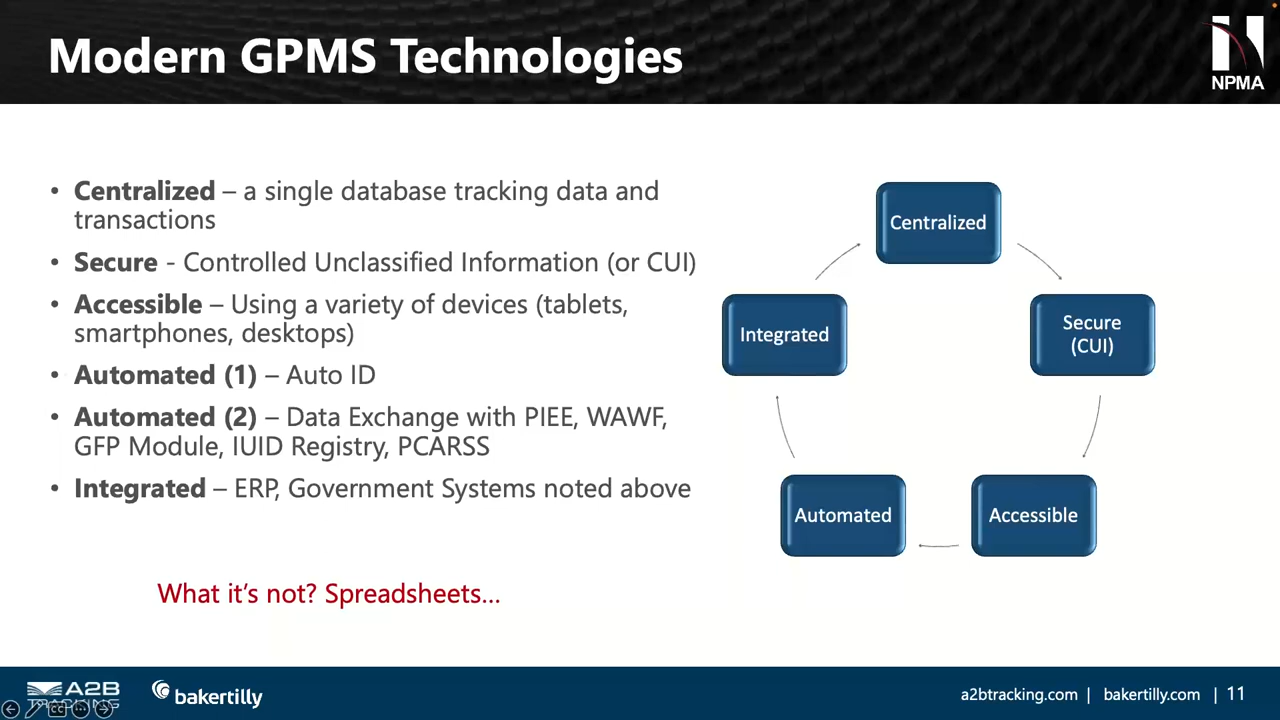 Modern GPMS Technologies
NPMA
• Centralized – a single database tracking data and
transactions
• Secure - Controlled Unclassified Information (or CUI)
• Accessible – Using a variety of devices (tablets,
smartphones, desktops)
• Automated (1) – Auto ID
• Automated (2) – Data Exchange with PIEE, WAWF,
GFP Module, IUID Registry, PCARSS
• Integrated – ERP, Government Systems noted above
What it's not? Spreadsheets...
Centralized
Secure
(CUI)
Accessible
Automated
Integrated
A2B
TRACKING
bakertilly
a2btracking.com | bakertilly.com | 11